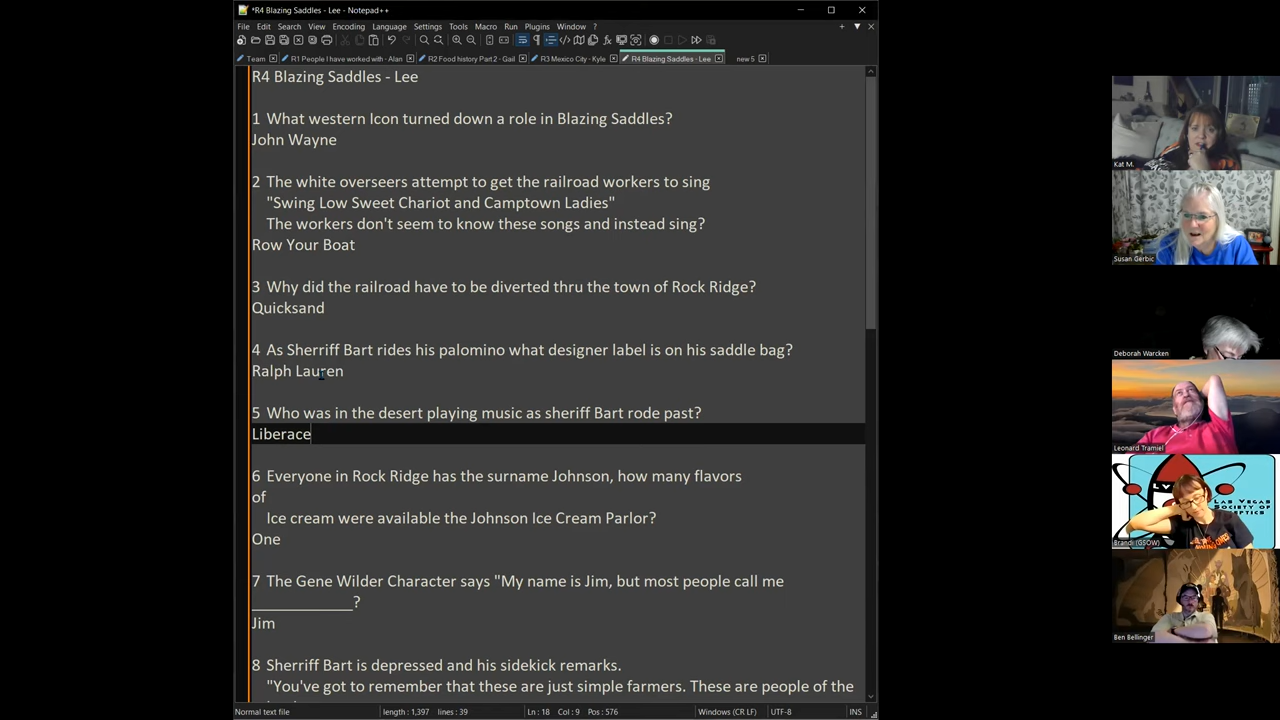 *R4 Blazing Saddles - Lee - Notepad++
File Edit Search View Encoding Language Settings Tools Macro Run Plugins Window ?
Team R1 People I have worked with - Alan R2 Food history Part 2 - Gail R3 Mexico City - Kyle R4 Blazing Saddles - Lee new 5
R4 Blazing Saddles - Lee
1 What western Icon turned down a role in Blazing Saddles?
John Wayne
2 The white overseers attempt to get the railroad workers to sing
"Swing Low Sweet Chariot and Camptown Ladies"
The workers don't seem to know these songs and instead sing?
Row Your Boat
3 Why did the railroad have to be diverted thru the town of Rock Ridge?
Quicksand
4 As Sherriff Bart rides his palomino what designer label is on his saddle bag?
Ralph Lauren
5 Who was in the desert playing music as sheriff Bart rode past?
Liberace
6 Everyone in Rock Ridge has the surname Johnson, how many flavors
of
Ice cream were available the Johnson Ice Cream Parlor?
One
7 The Gene Wilder Character says "My name is Jim, but most people call me
____________?
Jim
8 Sherriff Bart is depressed and his sidekick remarks.
"You've got to remember that these are just simple farmers. These are people of the
Normal text file length : 1,397 lines : 39 Ln : 18 Col : 9 Pos : 576 Windows (CR LF) UTF-8 INS
Kat M.
Susan Gerbic
Deborah Warcken
Leonard Tramiel
LAS VEGAS
SOCIETY OF
Brandi (GSOW)
Ben Bellinger